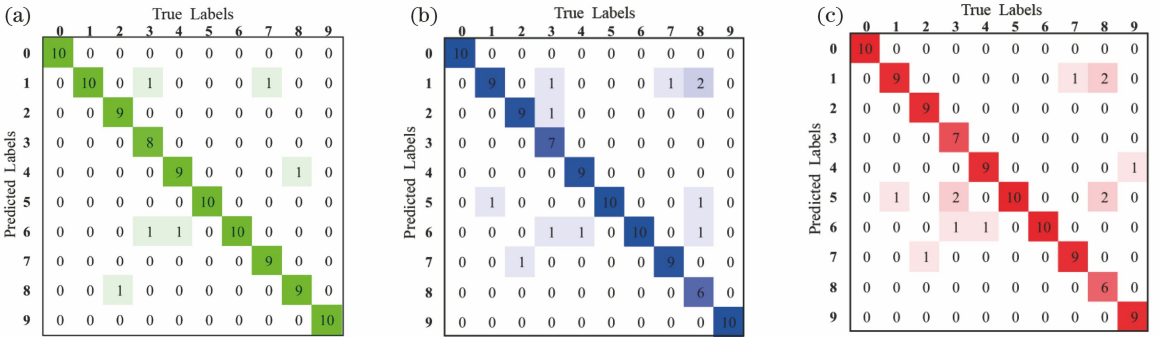 (a)
True Labels
0 1 2 3 4 5 6 7 8 9
Predicted Labels
0 10 0 0 0 0 0 0 0 0 0
1 0 10 0 1 0 0 0 1 0 0
2 0 0 9 0 0 0 0 0 0 0
3 0 0 0 8 0 0 0 0 0 0
4 0 0 0 0 9 0 0 0 1 0
5 0 0 0 0 0 10 0 0 0 0
6 0 0 0 1 1 0 10 0 0 0
7 0 0 0 0 0 0 0 9 0 0
8 0 0 1 0 0 0 0 0 9 0
9 0 0 0 0 0 0 0 0 0 10
(b)
True Labels
0 1 2 3 4 5 6 7 8 9
Predicted Labels
0 10 0 0 0 0 0 0 0 0 0
1 0 9 0 1 0 0 0 1 2 0
2 0 0 9 1 0 0 0 0 0 0
3 0 0 0 7 0 0 0 0 0 0
4 0 0 0 0 9 0 0 0 0 0
5 0 1 0 0 0 10 0 0 1 0
6 0 0 0 1 1 0 10 0 1 0
7 0 0 1 0 0 0 0 9 0 0
8 0 0 0 0 0 0 0 0 6 0
9 0 0 0 0 0 0 0 0 0 10
(c)
True Labels
0 1 2 3 4 5 6 7 8 9
Predicted Labels
0 10 0 0 0 0 0 0 0 0 0
1 0 9 0 0 0 0 0 1 2 0
2 0 0 9 0 0 0 0 0 0 0
3 0 0 0 7 0 0 0 0 0 0
4 0 0 0 0 9 0 0 0 0 1
5 0 1 0 2 0 10 0 0 2 0
6 0 0 0 1 1 0 10 0 0 0
7 0 0 1 0 0 0 0 9 0 0
8 0 0 0 0 0 0 0 0 6 0
9 0 0 0 0 0 0 0 0 0 9